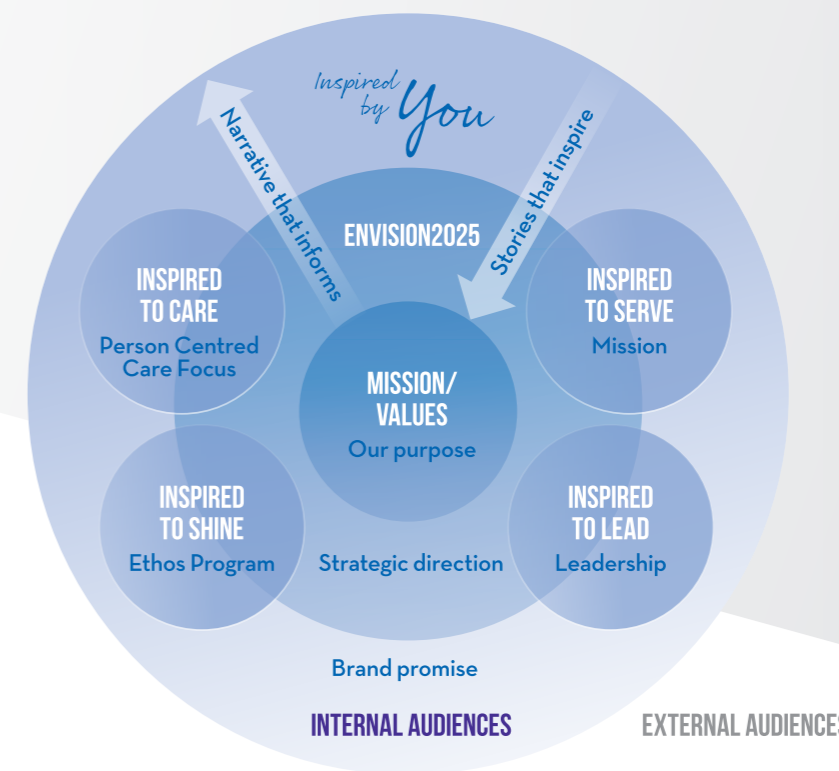 Inspired
by You
Narrative that informs
Stories that inspire
ENVISION2025
INSPIRED
TO CARE
Person Centred
Care Focus
INSPIRED
TO SERVE
Mission
MISSION/
VALUES
Our purpose
INSPIRED
TO SHINE
Ethos Program
Strategic direction
INSPIRED
TO LEAD
Leadership
Brand promise
INTERNAL AUDIENCES
EXTERNAL AUDIENCES